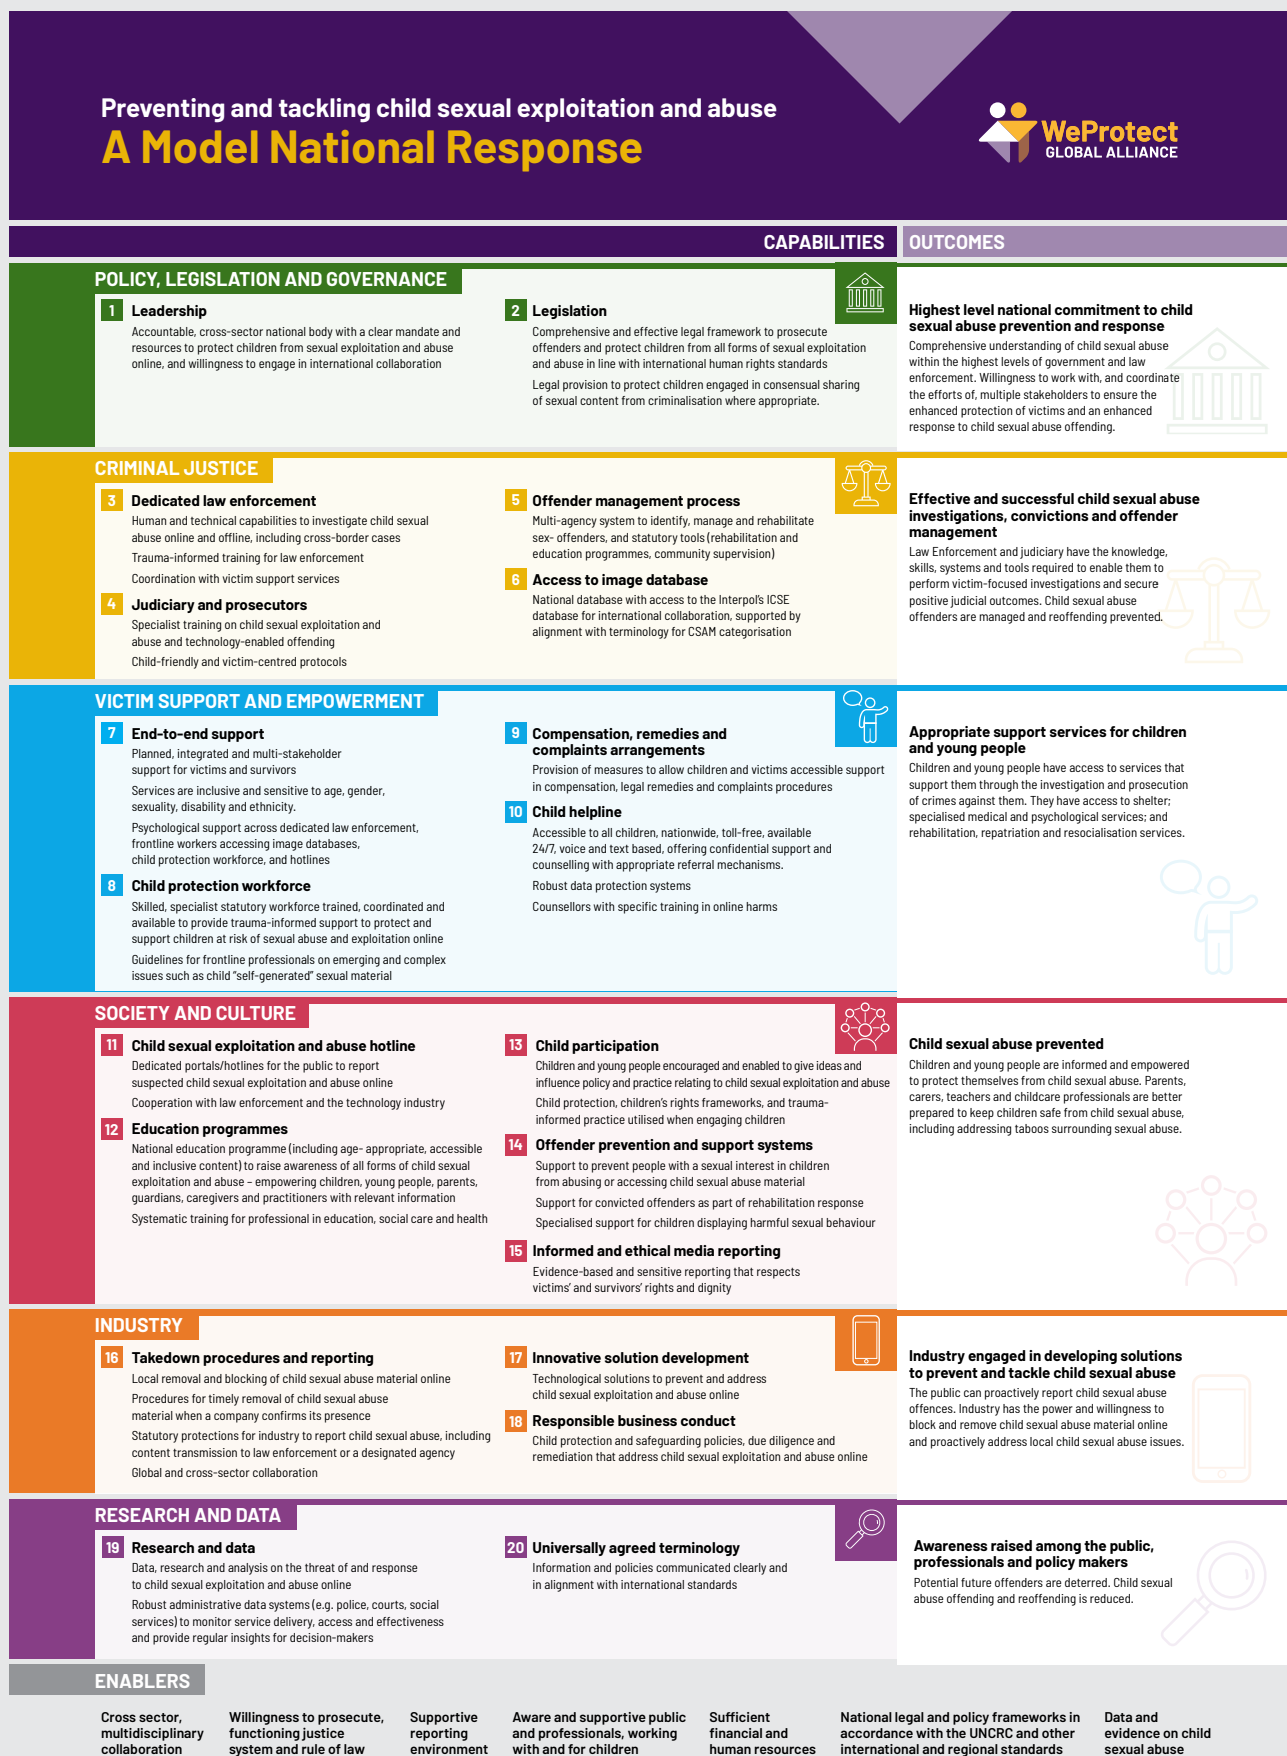 Preventing and tackling child sexual exploitation and abuse
A Model National Response
WeProtect
GLOBAL ALLIANCE
CAPABILITIES
OUTCOMES
POLICY, LEGISLATION AND GOVERNANCE
1 Leadership
Accountable, cross-sector national body with a clear mandate and
resources to protect children from sexual exploitation and abuse
online, and willingness to engage in international collaboration
2 Legislation
Comprehensive and effective legal framework to prosecute
offenders and protect children from all forms of sexual exploitation
and abuse in line with international human rights standards
Legal provision to protect children engaged in consensual sharing
of sexual content from criminalisation where appropriate.
Highest level national commitment to child
sexual abuse prevention and response
Comprehensive understanding of child sexual abuse
within the highest levels of government and law
enforcement. Willingness to work with, and coordinate
the efforts of, multiple stakeholders to ensure the
enhanced protection of victims and an enhanced
response to child sexual abuse offending.
CRIMINAL JUSTICE
3 Dedicated law enforcement
Human and technical capabilities to investigate child sexual
abuse online and offline, including cross-border cases
Trauma-informed training for law enforcement
Coordination with victim support services
4 Judiciary and prosecutors
Specialist training on child sexual exploitation and
abuse and technology-enabled offending
Child-friendly and victim-centred protocols
5 Offender management process
Multi-agency system to identify, manage and rehabilitate
sex- offenders, and statutory tools (rehabilitation and
education programmes, community supervision)
6 Access to image database
National database with access to the Interpol's ICSE
database for international collaboration, supported by
alignment with terminology for CSAM categorisation
Effective and successful child sexual abuse
investigations, convictions and offender
management
Law Enforcement and judiciary have the knowledge,
skills, systems and tools required to enable them to
perform victim-focused investigations and secure
positive judicial outcomes. Child sexual abuse
offenders are managed and reoffending prevented.
VICTIM SUPPORT AND EMPOWERMENT
7 End-to-end support
Planned, integrated and multi-stakeholder
support for victims and survivors
Services are inclusive and sensitive to age, gender,
sexuality, disability and ethnicity.
Psychological support across dedicated law enforcement,
frontline workers accessing image databases,
child protection workforce, and hotlines
8 Child protection workforce
Skilled, specialist statutory workforce trained, coordinated and
available to provide trauma-informed support to protect and
support children at risk of sexual abuse and exploitation online
Guidelines for frontline professionals on emerging and complex
issues such as child “self-generated” sexual material
9 Compensation, remedies and
complaints arrangements
Provision of measures to allow children and victims accessible support
in compensation, legal remedies and complaints procedures
10 Child helpline
Accessible to all children, nationwide, toll-free, available
24/7, voice and text based, offering confidential support and
counselling with appropriate referral mechanisms.
Robust data protection systems
Counsellors with specific training in online harms
Appropriate support services for children
and young people
Children and young people have access to services that
support them through the investigation and prosecution
of crimes against them. They have access to shelter;
specialised medical and psychological services; and
rehabilitation, repatriation and resocialisation services.
SOCIETY AND CULTURE
11 Child sexual exploitation and abuse hotline
Dedicated portals/hotlines for the public to report
suspected child sexual exploitation and abuse online
Cooperation with law enforcement and the technology industry
12 Education programmes
National education programme (including age- appropriate, accessible
and inclusive content) to raise awareness of all forms of child sexual
exploitation and abuse – empowering children, young people, parents,
guardians, caregivers and practitioners with relevant information
Systematic training for professional in education, social care and health
13 Child participation
Children and young people encouraged and enabled to give ideas and
influence policy and practice relating to child sexual exploitation and abuse
Child protection, children's rights frameworks, and trauma-
informed practice utilised when engaging children
14 Offender prevention and support systems
Support to prevent people with a sexual interest in children
from abusing or accessing child sexual abuse material
Support for convicted offenders as part of rehabilitation response
Specialised support for children displaying harmful sexual behaviour
15 Informed and ethical media reporting
Evidence-based and sensitive reporting that respects
victims' and survivors' rights and dignity
Child sexual abuse prevented
Children and young people are informed and empowered
to protect themselves from child sexual abuse. Parents,
carers, teachers and childcare professionals are better
prepared to keep children safe from child sexual abuse,
including addressing taboos surrounding sexual abuse.
INDUSTRY
16 Takedown procedures and reporting
Local removal and blocking of child sexual abuse material online
Procedures for timely removal of child sexual abuse
material when a company confirms its presence
Statutory protections for industry to report child sexual abuse, including
content transmission to law enforcement or a designated agency
Global and cross-sector collaboration
17 Innovative solution development
Technological solutions to prevent and address
child sexual exploitation and abuse online
18 Responsible business conduct
Child protection and safeguarding policies, due diligence and
remediation that address child sexual exploitation and abuse online
Industry engaged in developing solutions
to prevent and tackle child sexual abuse
The public can proactively report child sexual abuse
offences. Industry has the power and willingness to
block and remove child sexual abuse material online
and proactively address local child sexual abuse issues.
RESEARCH AND DATA
19 Research and data
Data, research and analysis on the threat of and response
to child sexual exploitation and abuse online
Robust administrative data systems (e.g. police, courts, social
services) to monitor service delivery, access and effectiveness
and provide regular insights for decision-makers
20 Universally agreed terminology
Information and policies communicated clearly and
in alignment with international standards
Awareness raised among the public,
professionals and policy makers
Potential future offenders are deterred. Child sexual
abuse offending and reoffending is reduced.
ENABLERS
Cross sector,
multidisciplinary
collaboration
Willingness to prosecute,
functioning justice
system and rule of law
Supportive
reporting
environment
Aware and supportive public
and professionals, working
with and for children
Sufficient
financial and
human resources
National legal and policy frameworks in
accordance with the UNCRC and other
international and regional standards
Data and
evidence on child
sexual abuse